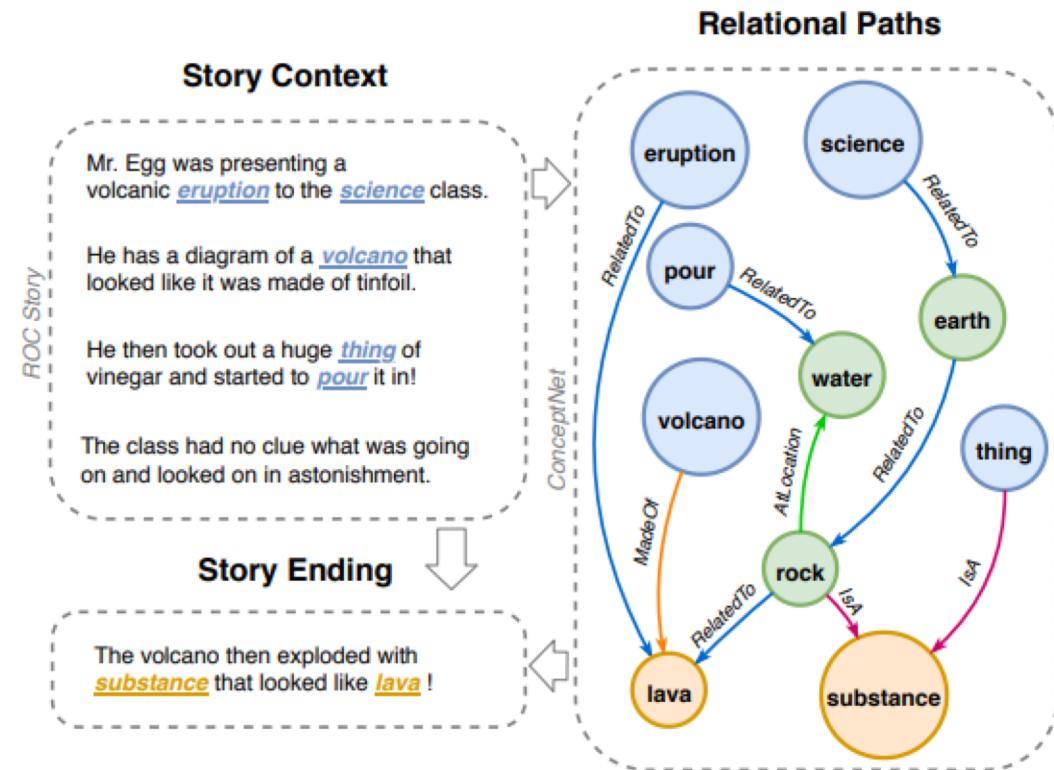 Relational Paths
Story Context
Mr. Egg was presenting a
volcanic eruption to the science class.
He has a diagram of a volcano that
looked like it was made of tinfoil.
He then took out a huge thing of
vinegar and started to pour it in!
The class had no clue what was going
on and looked on in astonishment.
ROC Story
Story Ending
The volcano then exploded with
substance that looked like lava !
ConceptNet
eruption
science
RelatedTo
RelatedTo
pour
RelatedTo
earth
water
volcano
thing
AtLocation
RelatedTo
MadeOf
rock
IsA
IsA
RelatedTo
lava
substance